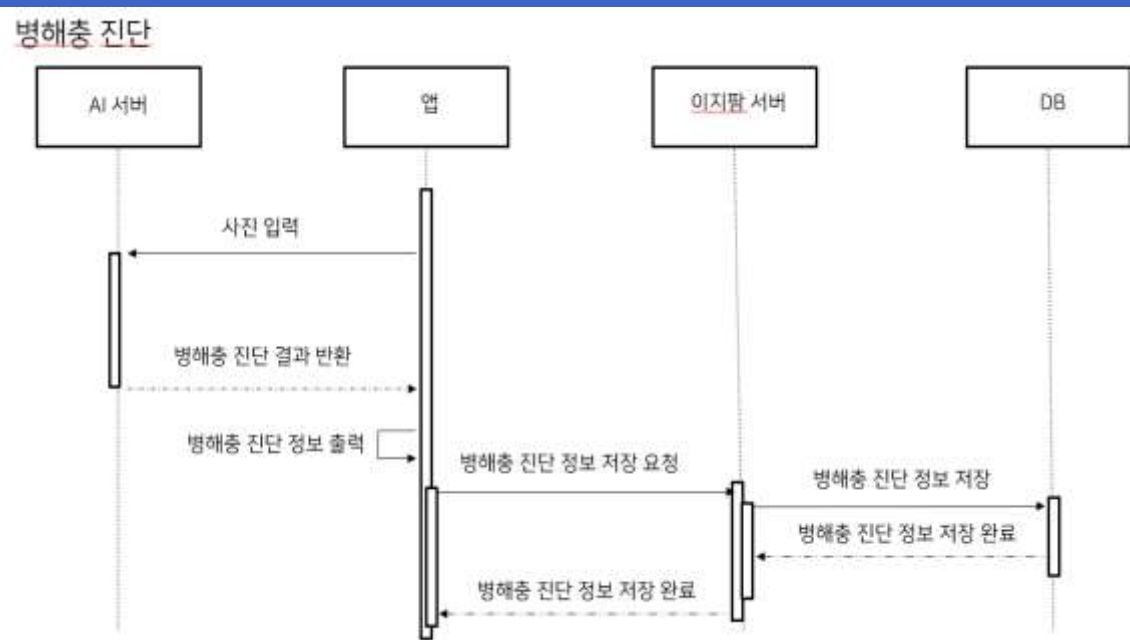 병해충 진단
AI 서버
앱
이지팜 서버
DB
사진 입력
병해충 진단 결과 반환
병해충 진단 정보 출력
병해충 진단 정보 저장 요청
병해충 진단 정보 저장
병해충 진단 정보 저장 완료
병해충 진단 정보 저장 완료